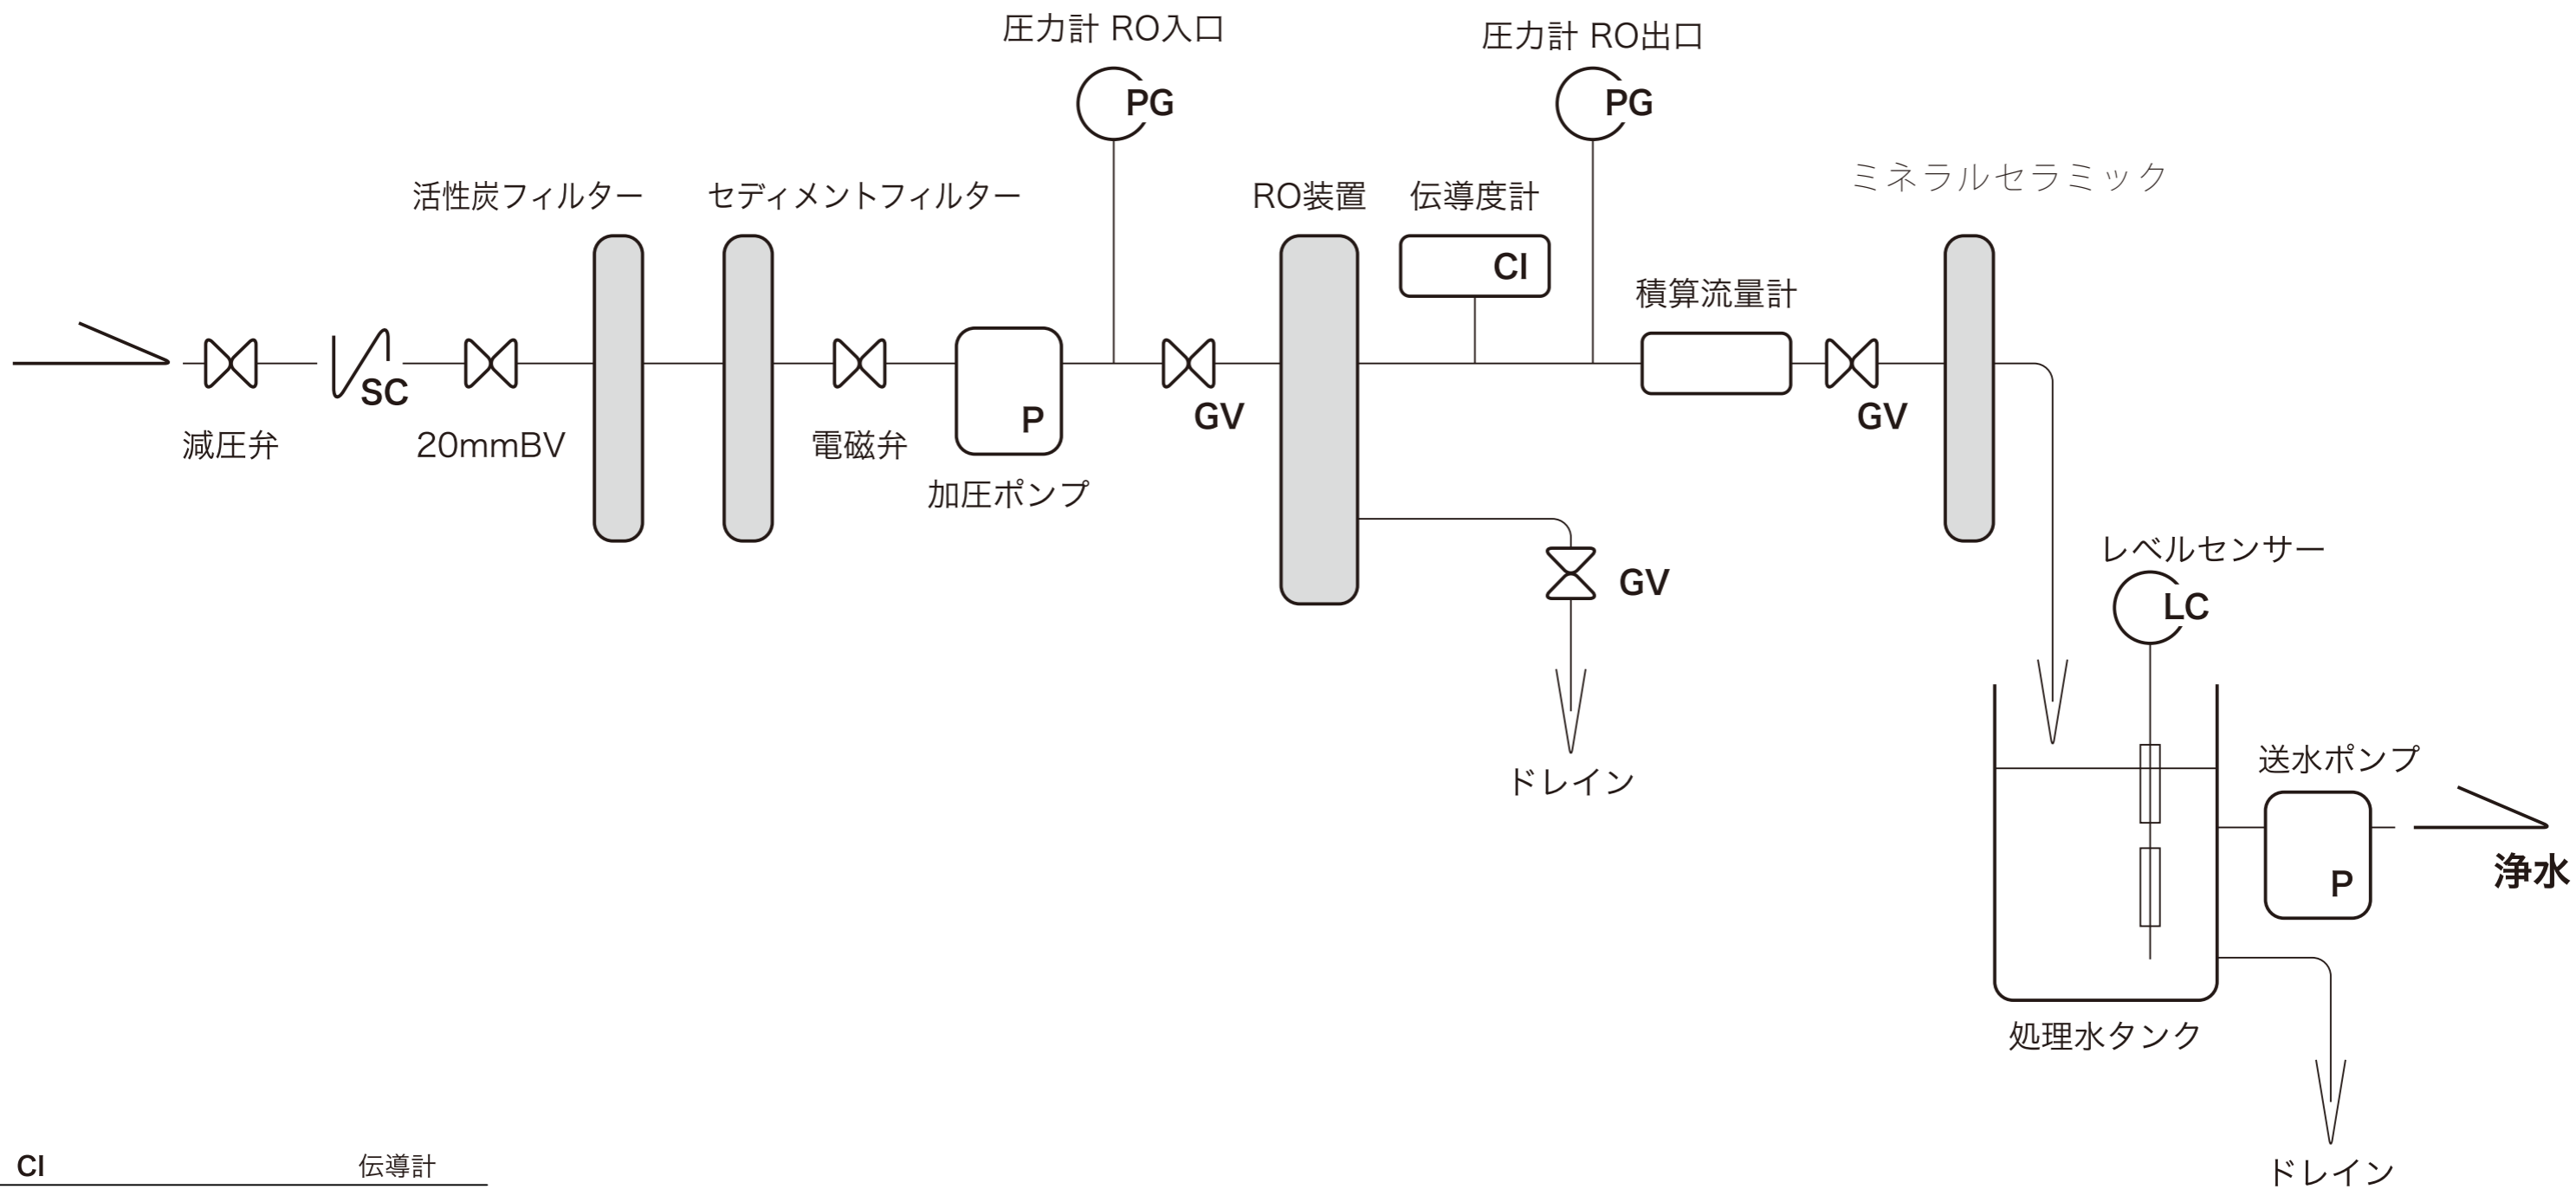 圧力計 RO入口
圧力計 RO出口
PG
PG
ミネラルセラミック
活性炭フィルター
セディメントフィルター
RO装置
伝導度計
CI
積算流量計
SC
P
GV
GV
減圧弁
20mmBV
電磁弁
加圧ポンプ
レベルセンサー
GV
LC
送水ポンプ
ドレイン
浄水
P
処理水タンク
CI 伝導計
ドレイン